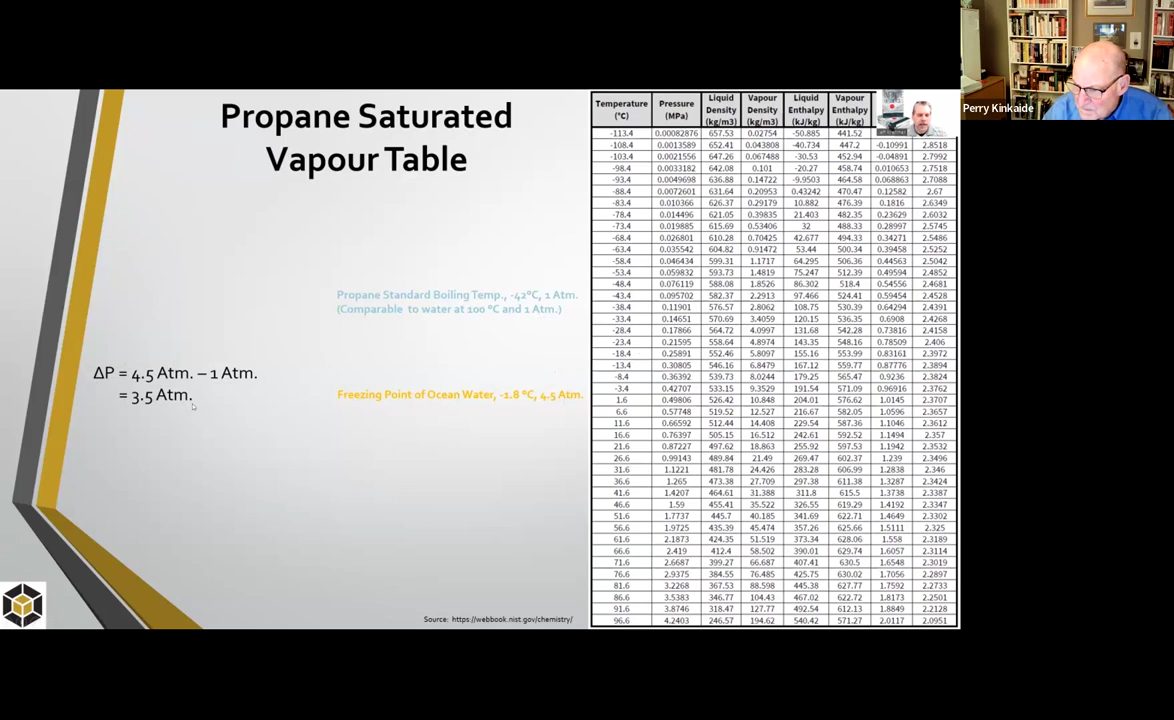 Propane Saturated
Vapour Table
Propane Standard Boiling Temp., -42°C, 1 Atm.
(Comparable to water at 100 °C and 1 Atm.)
ΔP = 4.5 Atm. – 1 Atm.
= 3.5 Atm.
Freezing Point of Ocean Water, -1.8 °C, 4.5 Atm.
Source: https://webbook.nist.gov/chemistry/
Perry Kinkaide
Temperature (°C) Pressure (MPa) Liquid Density (kg/m3) Vapour Density (kg/m3) Liquid Enthalpy (kJ/kg) Vapour Enthalpy (kJ/kg)
-113.4 0.00082876 657.53 0.02754 -50.885 441.52
-108.4 0.0013589 652.41 0.043808 -40.734 447.2 -0.10991 2.8518
-103.4 0.0021556 647.26 0.067488 -30.53 452.94 -0.04891 2.7992
-98.4 0.0033182 642.08 0.101 -20.27 458.74 0.010653 2.7518
-93.4 0.0049698 636.88 0.14722 -9.9503 464.58 0.068863 2.7088
-88.4 0.0072601 631.64 0.20953 0.43242 470.47 0.12582 2.67
-83.4 0.010366 626.37 0.29179 10.882 476.39 0.1816 2.6349
-78.4 0.014496 621.05 0.39835 21.403 482.35 0.23629 2.6032
-73.4 0.019885 615.69 0.53406 32 488.33 0.28997 2.5745
-68.4 0.026801 610.28 0.70425 42.677 494.33 0.34271 2.5486
-63.4 0.035542 604.82 0.91472 53.44 500.34 0.39458 2.5252
-58.4 0.046434 599.31 1.1717 64.295 506.36 0.44563 2.5042
-53.4 0.059832 593.73 1.4819 75.247 512.39 0.49594 2.4852
-48.4 0.076119 588.08 1.8526 86.302 518.4 0.54556 2.4681
-43.4 0.095702 582.37 2.2913 97.466 524.41 0.59454 2.4528
-38.4 0.11901 576.57 2.8062 108.75 530.39 0.64294 2.4391
-33.4 0.14651 570.69 3.4059 120.15 536.35 0.6908 2.4268
-28.4 0.17866 564.72 4.0997 131.68 542.28 0.73816 2.4158
-23.4 0.21595 558.64 4.8974 143.35 548.16 0.78509 2.406
-18.4 0.25891 552.46 5.8097 155.16 553.99 0.83161 2.3972
-13.4 0.30805 546.16 6.8479 167.12 559.77 0.87776 2.3894
-8.4 0.36392 539.73 8.0244 179.25 565.47 0.9236 2.3824
-3.4 0.42707 533.15 9.3529 191.54 571.09 0.96916 2.3762
1.6 0.49806 526.42 10.848 204.01 576.62 1.0145 2.3707
6.6 0.57748 519.52 12.527 216.67 582.05 1.0596 2.3657
11.6 0.66592 512.44 14.408 229.54 587.36 1.1046 2.3612
16.6 0.76397 505.15 16.512 242.61 592.52 1.1494 2.357
21.6 0.87227 497.62 18.863 255.92 597.53 1.1942 2.3532
26.6 0.99143 489.84 21.49 269.47 602.37 1.239 2.3496
31.6 1.1221 481.78 24.426 283.28 606.99 1.2838 2.346
36.6 1.265 473.38 27.709 297.38 611.38 1.3287 2.3424
41.6 1.4207 464.61 31.388 311.8 615.5 1.3738 2.3387
46.6 1.59 455.41 35.522 326.55 619.29 1.4192 2.3347
51.6 1.7737 445.7 40.185 341.69 622.71 1.4649 2.3302
56.6 1.9725 435.39 45.474 357.26 625.66 1.5111 2.325
61.6 2.1873 424.35 51.519 373.34 628.06 1.558 2.3189
66.6 2.419 412.4 58.502 390.01 629.74 1.6057 2.3114
71.6 2.6687 399.27 66.687 407.41 630.5 1.6548 2.3019
76.6 2.9375 384.55 76.485 425.75 630.02 1.7056 2.2897
81.6 3.2268 367.53 88.598 445.38 627.77 1.7592 2.2733
86.6 3.5383 346.77 104.43 467.02 622.72 1.8173 2.2501
91.6 3.8746 318.47 127.77 492.54 612.13 1.8849 2.2128
96.6 4.2403 246.57 194.62 540.42 571.27 2.0117 2.0951